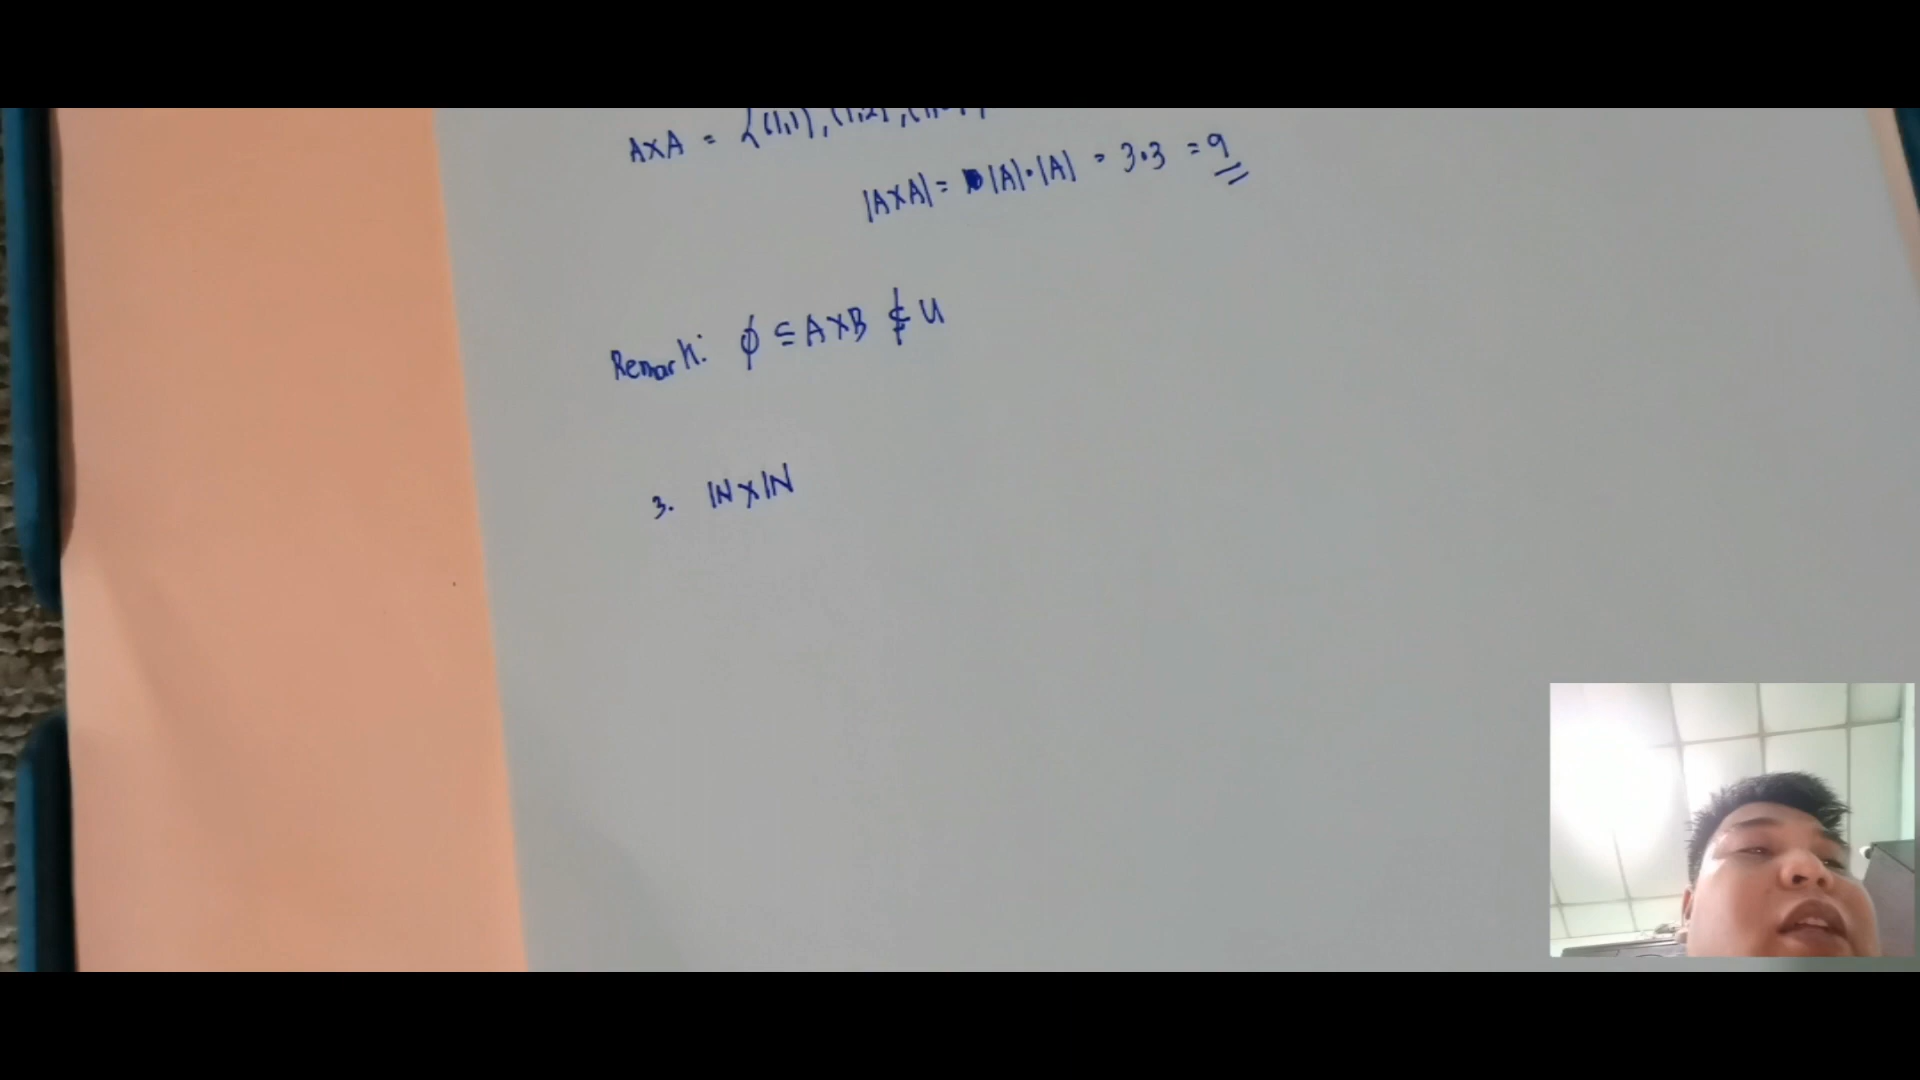 A×A = {(1,1), (1,2),
|A×A| = |A|·|A| = 3·3 = 9
Remark: ϕ ⊆ A×B ⊈ U
3. ℕ×ℕ